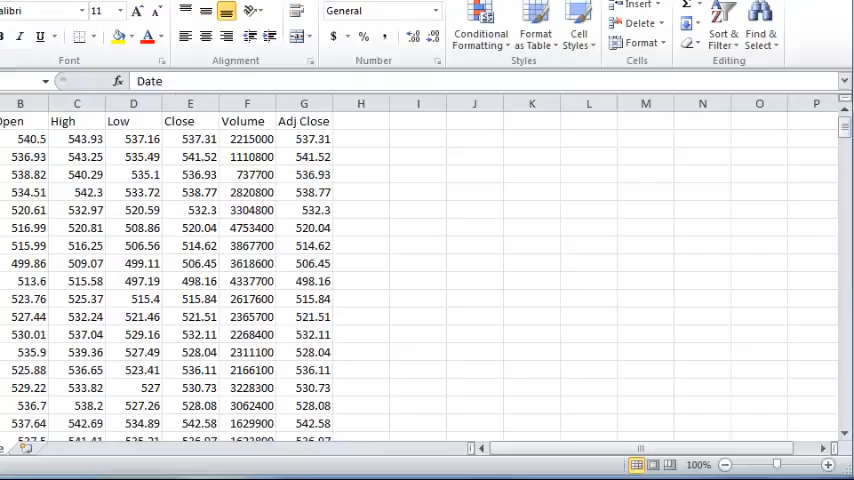 alibri 11 General Insert
Conditional Format Cell Delete Sort & Find &
B I U A $ % , Formatting as Table Styles Format Filter Select
Font Alignment Number Styles Cells Editing
fx Date
B C D E F G H I J K L M N O P
Open High Low Close Volume Adj Close
540.5 543.93 537.16 537.31 2215000 537.31
536.93 543.25 535.49 541.52 1110800 541.52
538.82 540.29 535.1 536.93 737700 536.93
534.51 542.3 533.72 538.77 2820800 538.77
520.61 532.97 520.59 532.3 3304800 532.3
516.99 520.81 508.86 520.04 4753400 520.04
515.99 516.25 506.56 514.62 3867700 514.62
499.86 509.07 499.11 506.45 3618600 506.45
513.6 515.58 497.19 498.16 4337700 498.16
523.76 525.37 515.4 515.84 2617600 515.84
527.44 532.24 521.46 521.51 2365700 521.51
530.01 537.04 529.16 532.11 2268400 532.11
535.9 539.36 527.49 528.04 2311100 528.04
525.88 536.65 523.41 536.11 2166100 536.11
529.22 533.82 527 530.73 3228300 530.73
536.7 538.2 527.26 528.08 3062400 528.08
537.64 542.69 534.89 542.58 1629900 542.58
100%